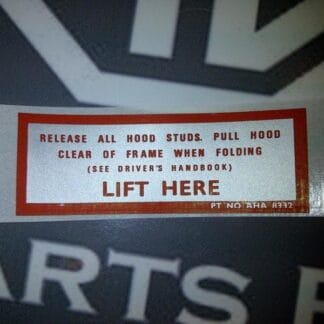 RELEASE ALL HOOD STUDS. PULL HOOD
CLEAR OF FRAME WHEN FOLDING
(SEE DRIVER'S HANDBOOK)
LIFT HERE
PT NO AHA 8332
ARTS